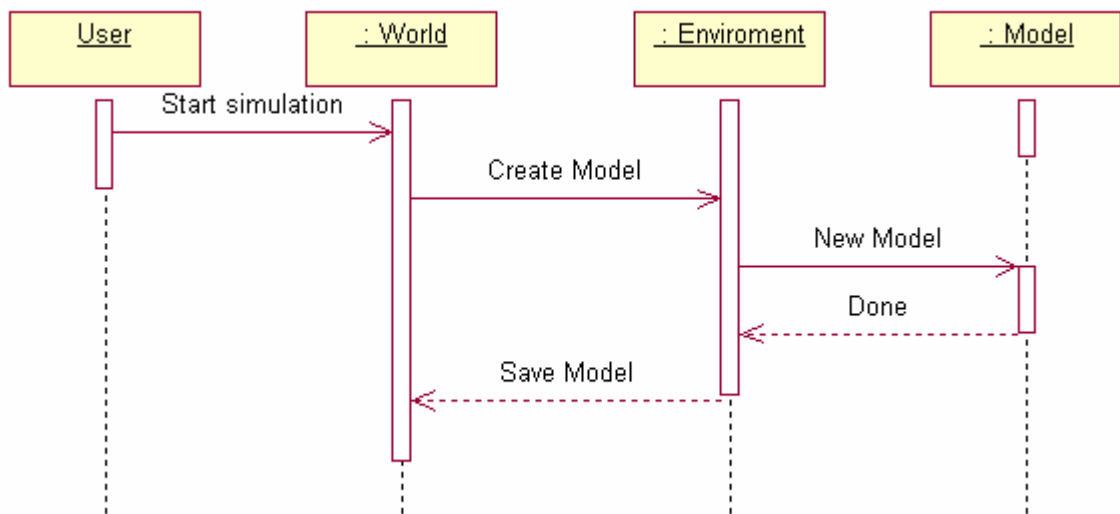 User
: World
: Enviroment
: Model
Start simulation
Create Model
New Model
Done
Save Model